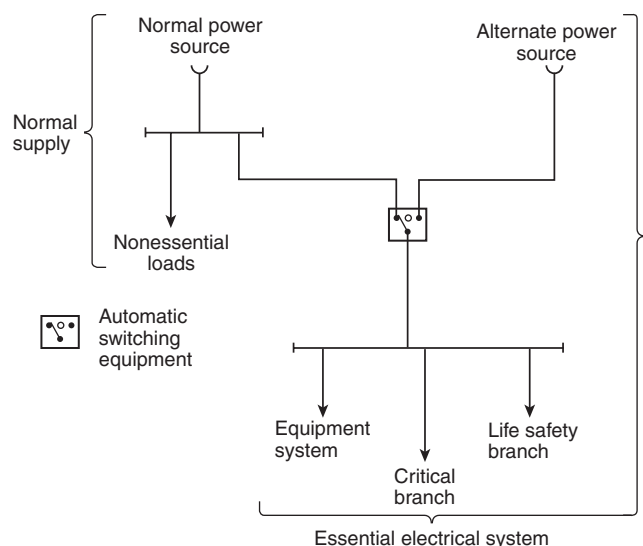 Normal power
source
Alternate power
source
Normal
supply
Nonessential
loads
Automatic
switching
equipment
Equipment
system
Life safety
branch
Critical
branch
Essential electrical system